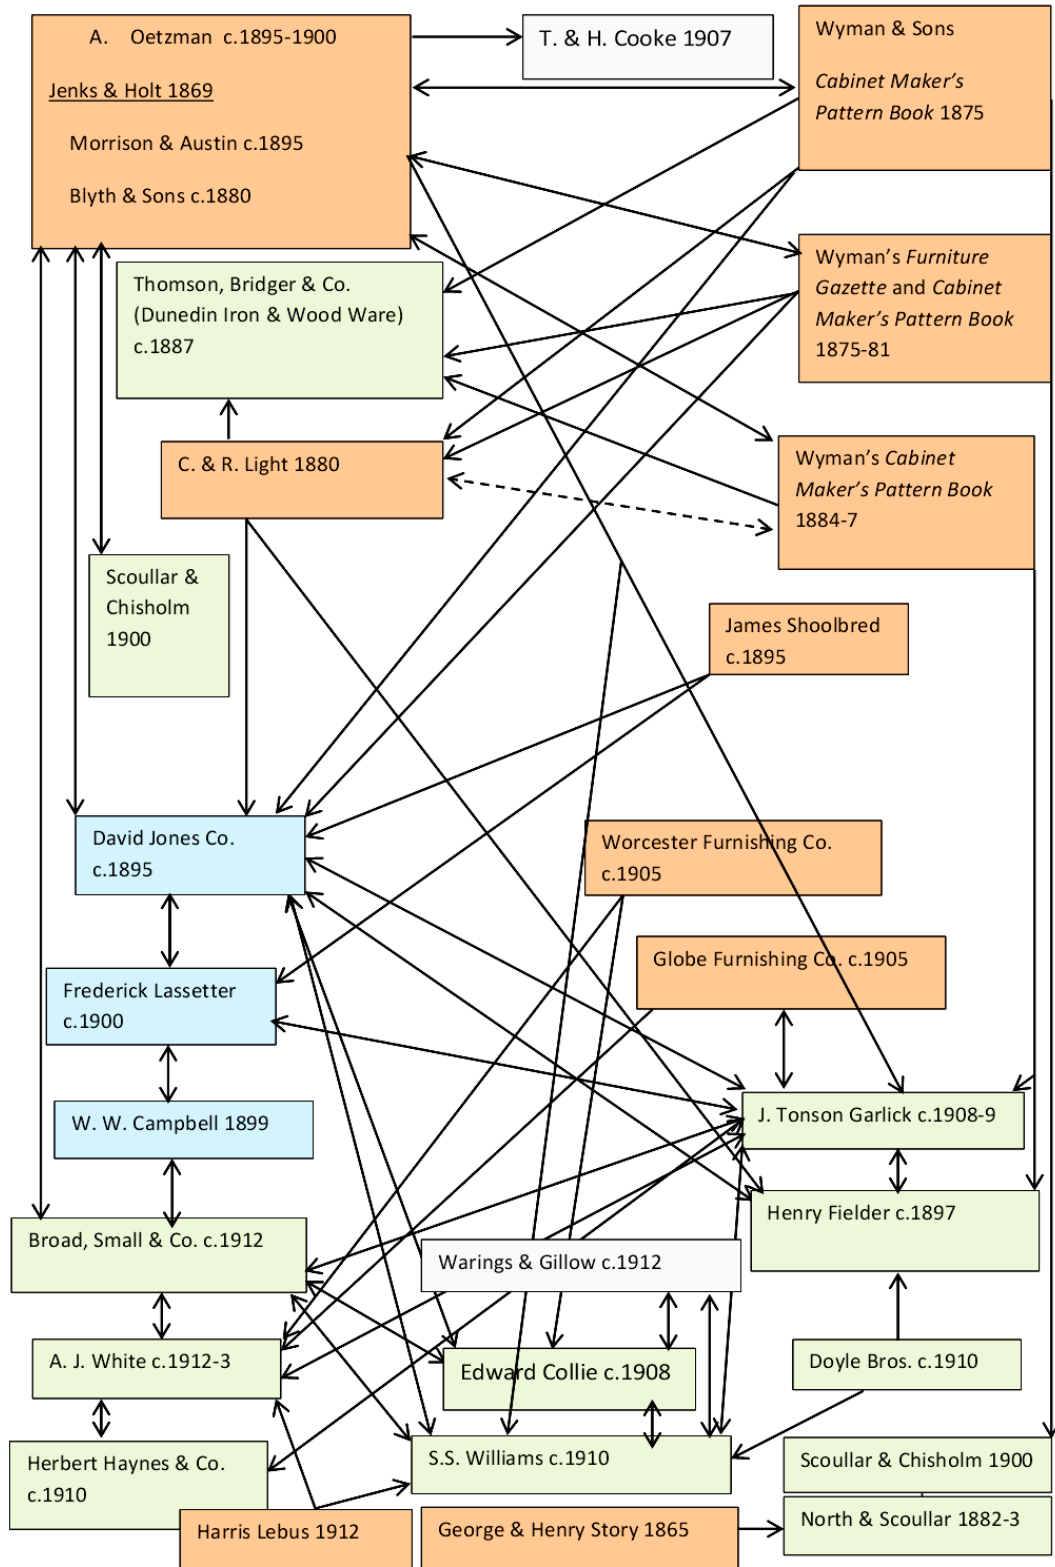 A. Oetzman c.1895-1900
Jenks & Holt 1869
Morrison & Austin c.1895
Blyth & Sons c.1880
T. & H. Cooke 1907
Wyman & Sons
Cabinet Maker's
Pattern Book 1875
Thomson, Bridger & Co.
(Dunedin Iron & Wood Ware)
c.1887
Wyman's Furniture
Gazette and Cabinet
Maker's Pattern Book
1875-81
C. & R. Light 1880
Wyman's Cabinet
Maker's Pattern Book
1884-7
Scoullar &
Chisholm
1900
James Shoolbred
c.1895
David Jones Co.
c.1895
Worcester Furnishing Co.
c.1905
Globe Furnishing Co. c.1905
Frederick Lassetter
c.1900
W. W. Campbell 1899
J. Tonson Garlick c.1908-9
Henry Fielder c.1897
Broad, Small & Co. c.1912
Warings & Gillow c.1912
A. J. White c.1912-3
Edward Collie c.1908
Doyle Bros. c.1910
Herbert Haynes & Co.
c.1910
S.S. Williams c.1910
Scoullar & Chisholm 1900
North & Scoullar 1882-3
Harris Lebus 1912
George & Henry Story 1865